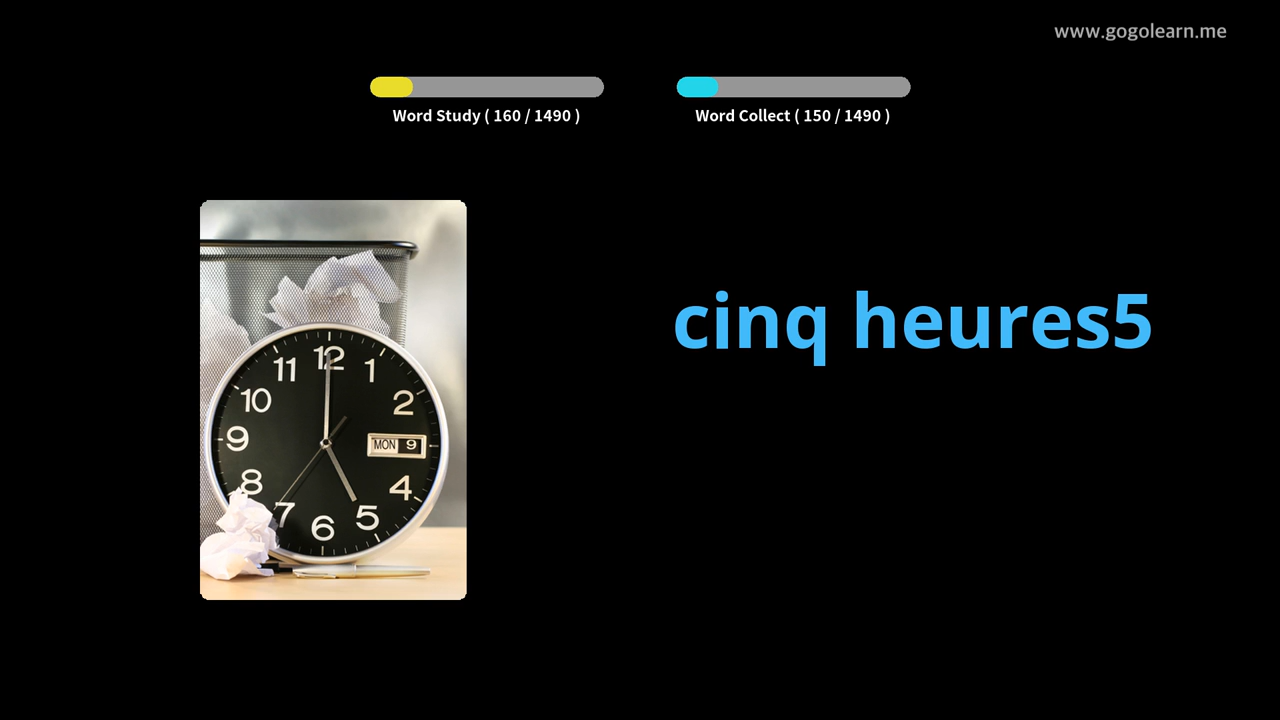 www.gogolearn.me
Word Study ( 160 / 1490 )
Word Collect ( 150 / 1490 )
cinq heures5
12
11
1
10
2
9
MON 9
8
4
7
5
6